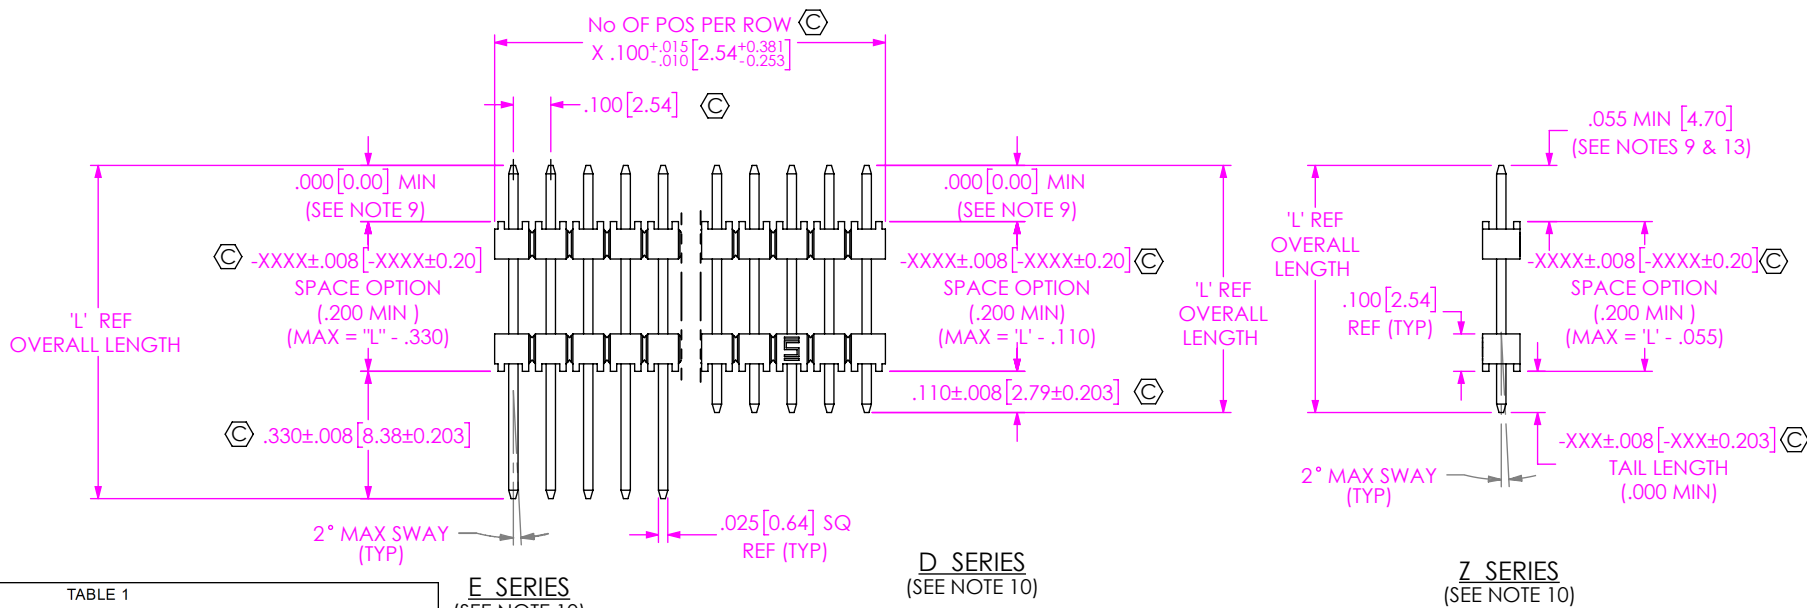 No OF POS PER ROW C
X .100+.015 -.010 [2.54+0.381 -0.253]
.100[2.54] C
.000[0.00] MIN
(SEE NOTE 9)
C -XXXX±.008[-XXXX±0.20]
SPACE OPTION
(.200 MIN )
(MAX = "L" - .330)
'L' REF
OVERALL LENGTH
C .330±.008[8.38±0.203]
2° MAX SWAY
(TYP)
.025[0.64] SQ
REF (TYP)
E SERIES
(SEE NOTE 10)
.000[0.00] MIN
(SEE NOTE 9)
-XXXX±.008[-XXXX±0.20] C
SPACE OPTION
(.200 MIN)
(MAX = 'L' - .110)
'L' REF
OVERALL
LENGTH
.110±.008[2.79±0.203] C
D SERIES
(SEE NOTE 10)
.055 MIN [4.70]
(SEE NOTES 9 & 13)
'L' REF
OVERALL
LENGTH
-XXXX±.008[-XXXX±0.20] C
SPACE OPTION
(.200 MIN )
(MAX = 'L' - .055)
.100[2.54]
REF (TYP)
-XXX±.008[-XXX±0.203] C
TAIL LENGTH
(.000 MIN)
2° MAX SWAY
(TYP)
Z SERIES
(SEE NOTE 10)
TABLE 1